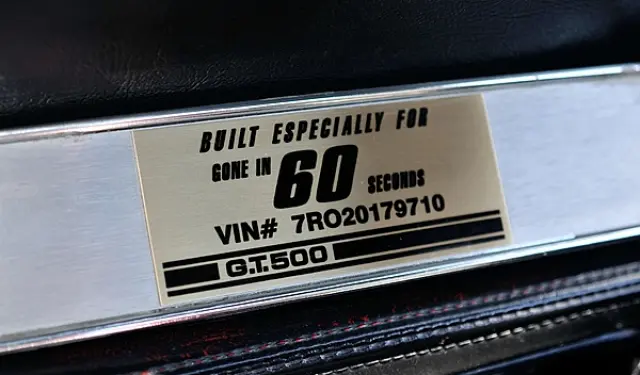 BUILT ESPECIALLY FOR
GONE IN 60 SECONDS
VIN# 7RO20179710
G.T.500